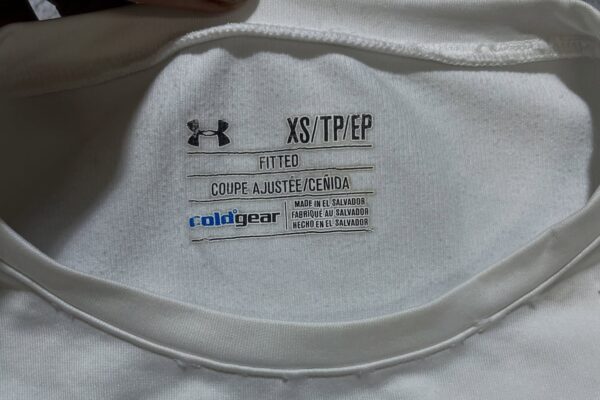 XS/TP/EP
FITTED
COUPE AJUSTÉE/CEÑIDA
coldgear
MADE IN EL SALVADOR
FABRIQUÉ AU SALVADOR
HECHO EN EL SALVADOR